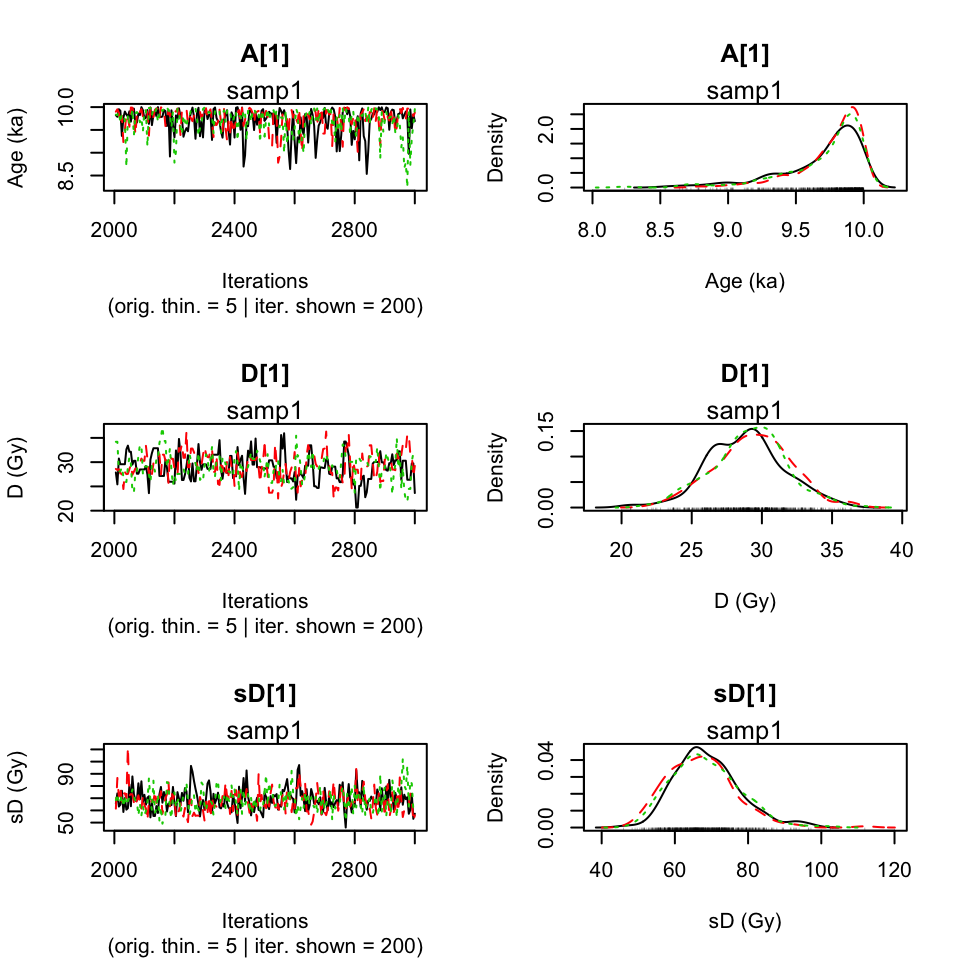 A[1]
samp1
Age (ka)
8.5 10.0
2000 2400 2800
Iterations
(orig. thin. = 5 | iter. shown = 200)
A[1]
samp1
Density
0.0 2.0
8.0 8.5 9.0 9.5 10.0
Age (ka)
D[1]
samp1
D (Gy)
20 30
2000 2400 2800
Iterations
(orig. thin. = 5 | iter. shown = 200)
D[1]
samp1
Density
0.00 0.15
20 25 30 35 40
D (Gy)
sD[1]
samp1
sD (Gy)
50 90
2000 2400 2800
Iterations
(orig. thin. = 5 | iter. shown = 200)
sD[1]
samp1
Density
0.00 0.04
40 60 80 100 120
sD (Gy)